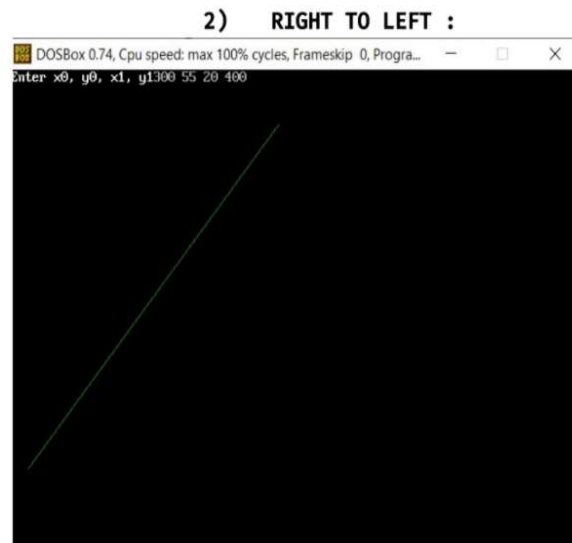 2) RIGHT TO LEFT :
DOSBox 0.74, Cpu speed: max 100% cycles, Frameskip 0, Progra...
Enter x0, y0, x1, y1300 55 20 400